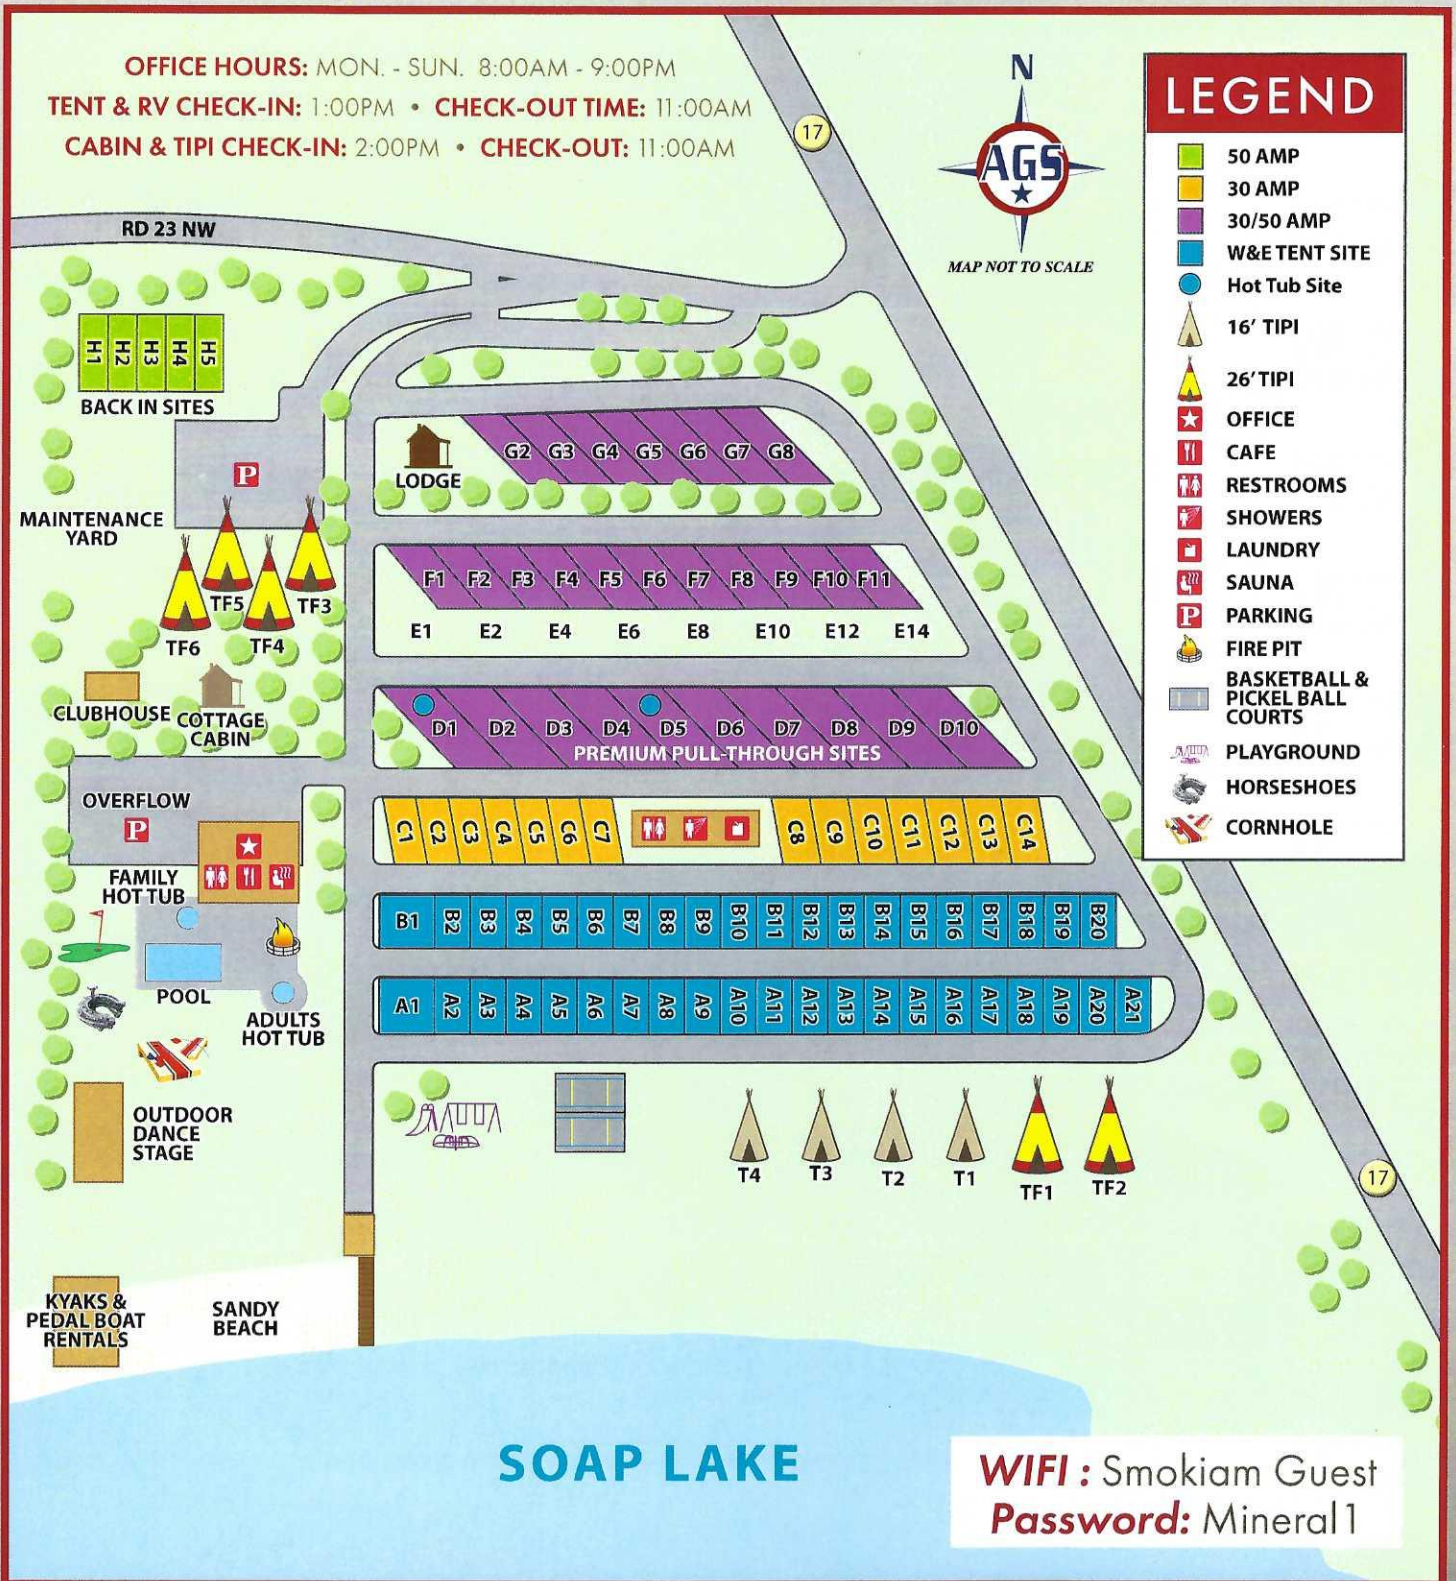 OFFICE HOURS: MON. - SUN. 8:00AM - 9:00PM
TENT & RV CHECK-IN: 1:00PM • CHECK-OUT TIME: 11:00AM
CABIN & TIPI CHECK-IN: 2:00PM • CHECK-OUT: 11:00AM
17
N
AGS
MAP NOT TO SCALE
LEGEND
50 AMP
30 AMP
30/50 AMP
W&E TENT SITE
Hot Tub Site
16' TIPI
26' TIPI
OFFICE
CAFE
RESTROOMS
SHOWERS
LAUNDRY
SAUNA
P PARKING
FIRE PIT
BASKETBALL &
PICKEL BALL
COURTS
PLAYGROUND
HORSESHOES
CORNHOLE
RD 23 NW
H1 H2 H3 H4 H5
BACK IN SITES
P
LODGE
G2 G3 G4 G5 G6 G7 G8
MAINTENANCE
YARD
TF5 TF3
TF6 TF4
F1 F2 F3 F4 F5 F6 F7 F8 F9 F10 F11
E1 E2 E4 E6 E8 E10 E12 E14
CLUBHOUSE
COTTAGE
CABIN
D1 D2 D3 D4 D5 D6 D7 D8 D9 D10
PREMIUM PULL-THROUGH SITES
OVERFLOW
P
C1 C2 C3 C4 C5 C6 C7 C8 C9 C10 C11 C12 C13 C14
FAMILY
HOT TUB
B1 B2 B3 B4 B5 B6 B7 B8 B9 B10 B11 B12 B13 B14 B15 B16 B17 B18 B19 B20
POOL
A1 A2 A3 A4 A5 A6 A7 A8 A9 A10 A11 A12 A13 A14 A15 A16 A17 A18 A19 A20 A21
ADULTS
HOT TUB
OUTDOOR
DANCE
STAGE
T4 T3 T2 T1 TF1 TF2
17
KYAKS &
PEDAL BOAT
RENTALS
SANDY
BEACH
SOAP LAKE
WIFI : Smokiam Guest
Password: Mineral1